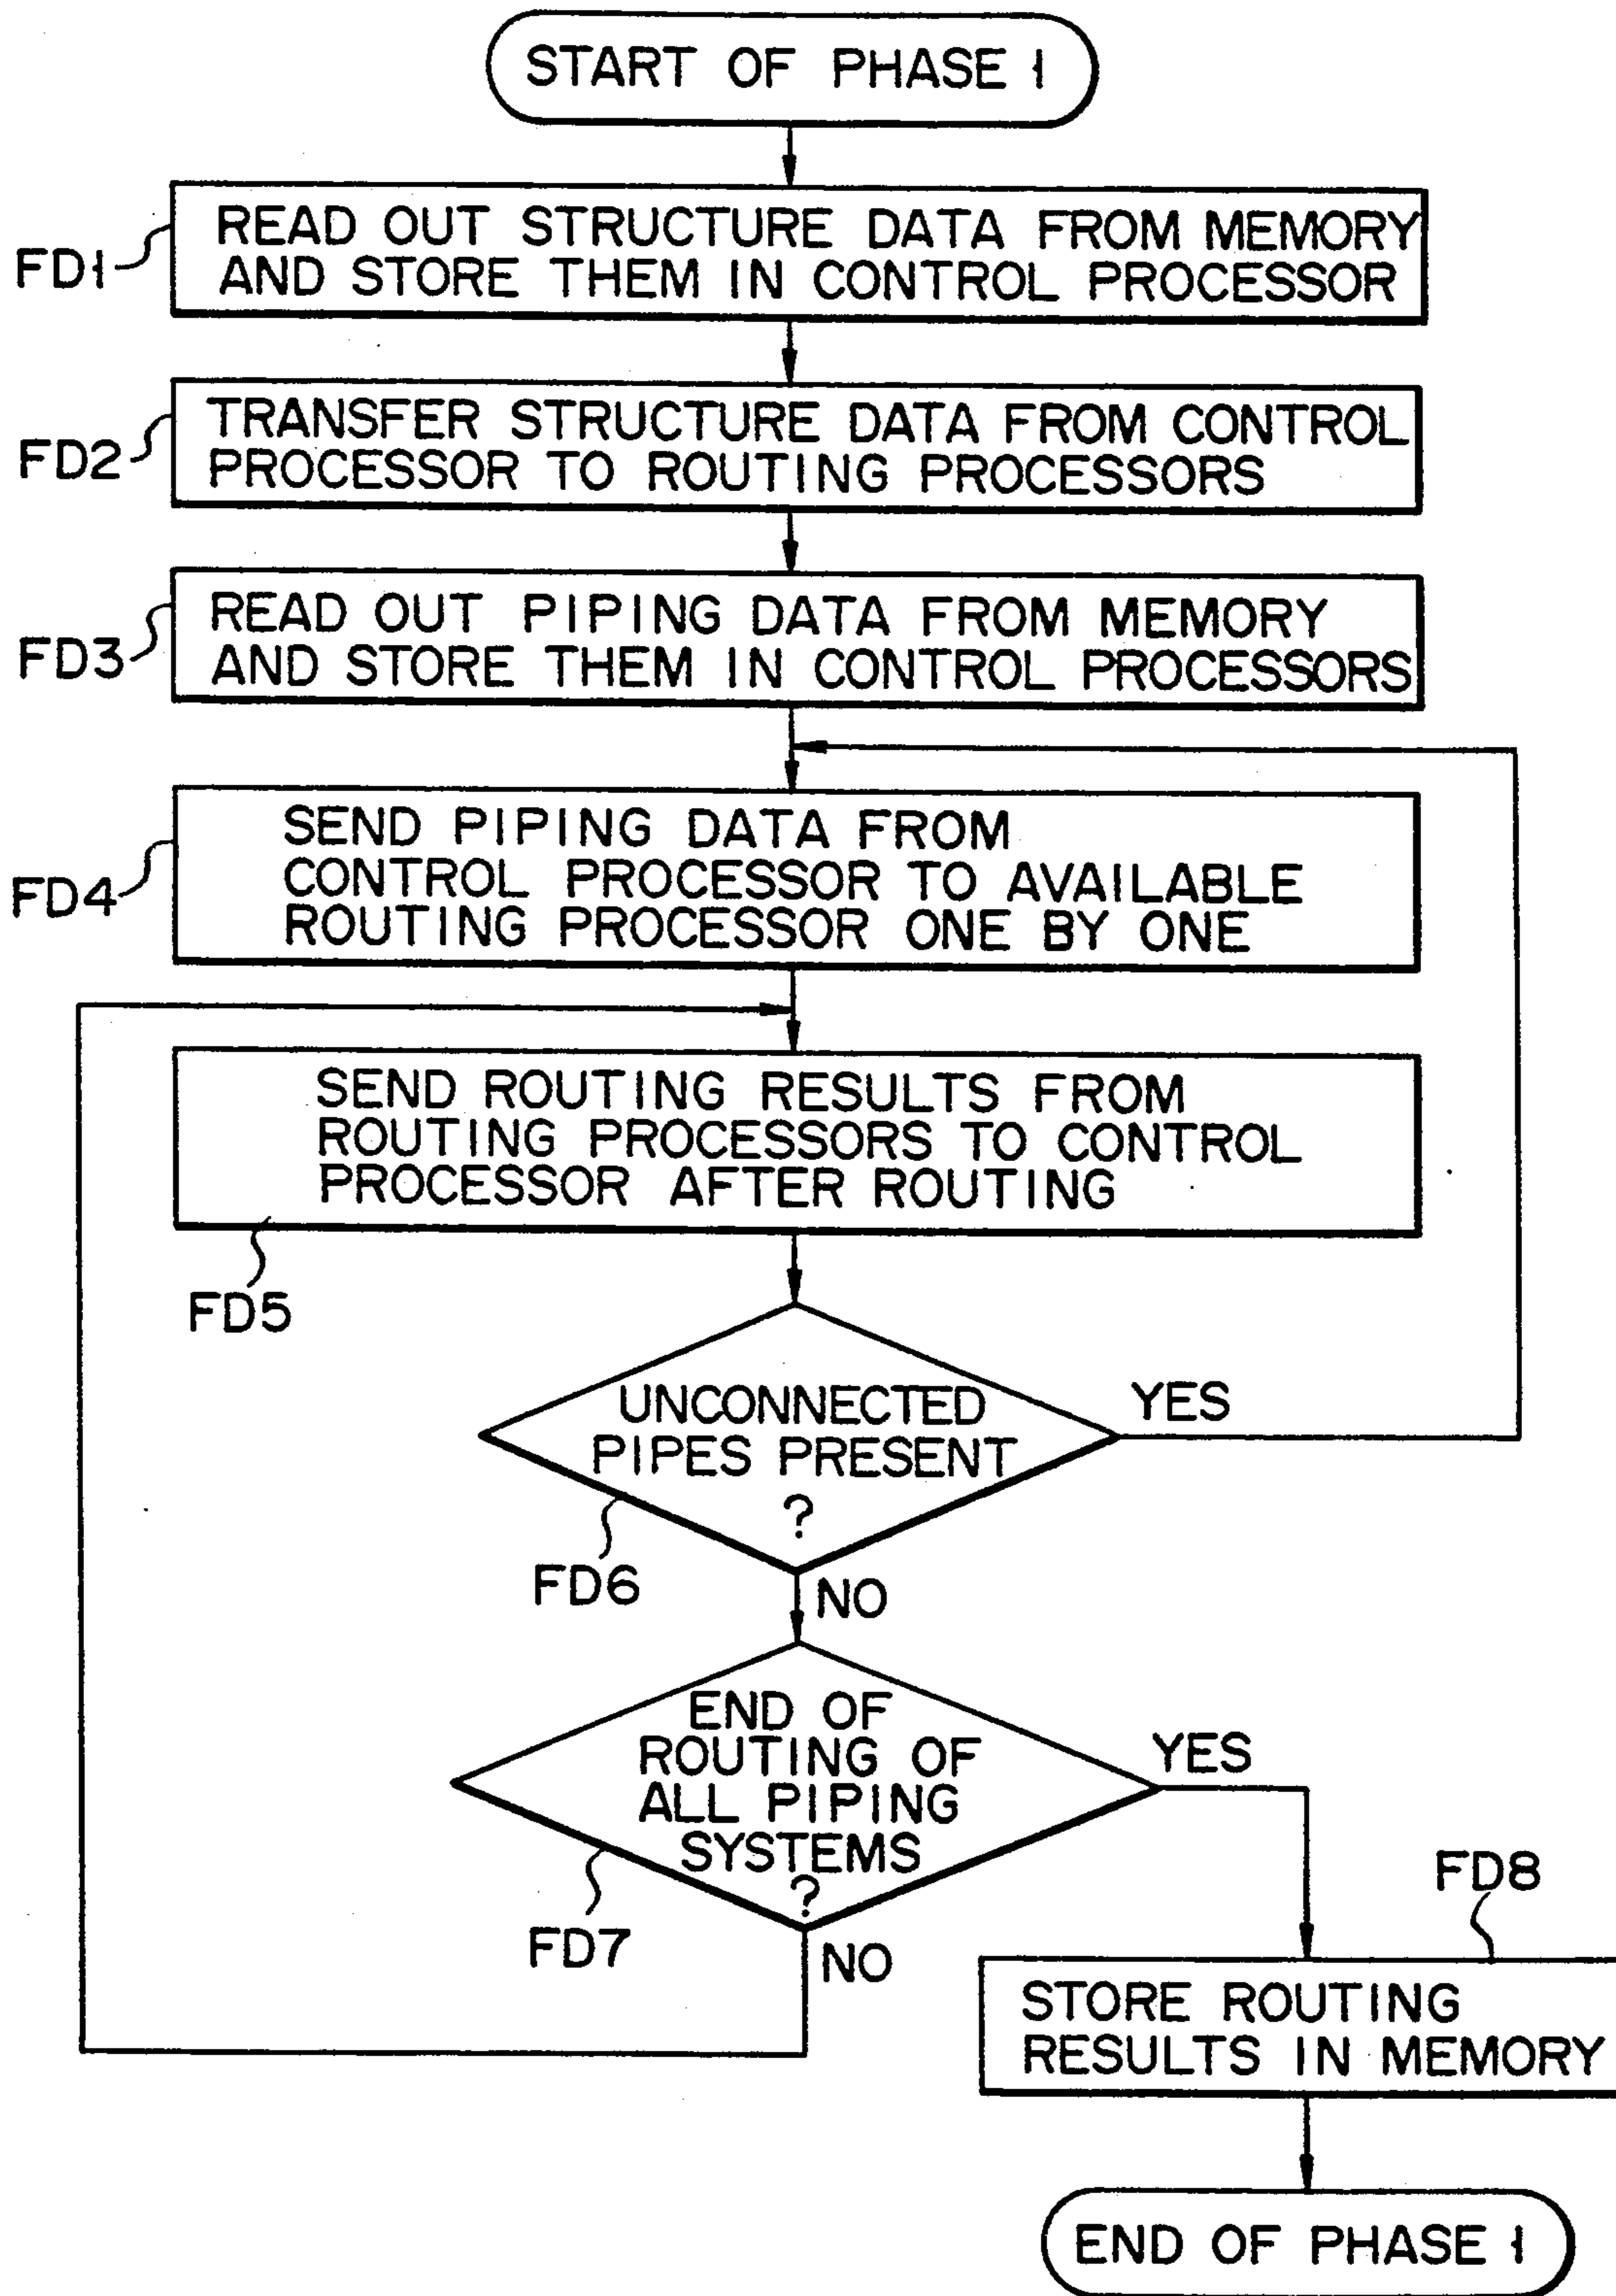 START OF PHASE 1
READ OUT STRUCTURE DATA FROM MEMORY
AND STORE THEM IN CONTROL PROCESSOR
FD1
TRANSFER STRUCTURE DATA FROM CONTROL
PROCESSOR TO ROUTING PROCESSORS
FD2
READ OUT PIPING DATA FROM MEMORY
AND STORE THEM IN CONTROL PROCESSORS
FD3
SEND PIPING DATA FROM
CONTROL PROCESSOR TO AVAILABLE
ROUTING PROCESSOR ONE BY ONE
FD4
SEND ROUTING RESULTS FROM
ROUTING PROCESSORS TO CONTROL
PROCESSOR AFTER ROUTING
FD5
UNCONNECTED
PIPES PRESENT
?
YES
FD6
NO
END OF
ROUTING OF
ALL PIPING
SYSTEMS
?
YES
FD7
NO
FD8
STORE ROUTING
RESULTS IN MEMORY
END OF PHASE 1